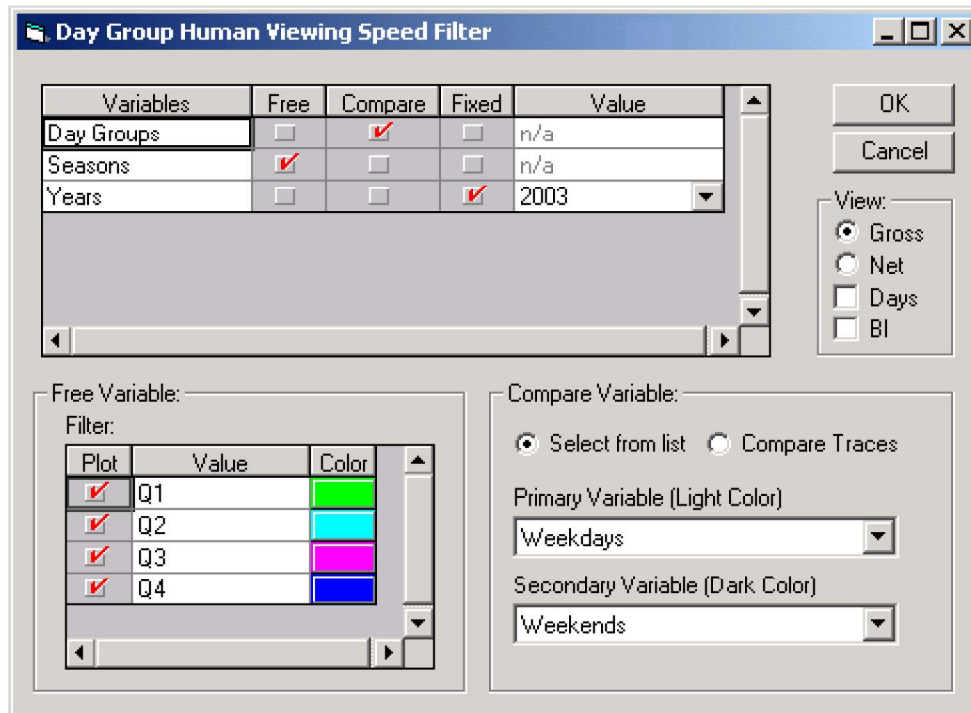 Day Group Human Viewing Speed Filter
Variables Free Compare Fixed Value
Day Groups n/a
Seasons n/a
Years 2003
OK
Cancel
View:
Gross
Net
Days
BI
Free Variable:
Filter:
Plot Value Color
Q1
Q2
Q3
Q4
Compare Variable:
Select from list Compare Traces
Primary Variable (Light Color)
Weekdays
Secondary Variable (Dark Color)
Weekends